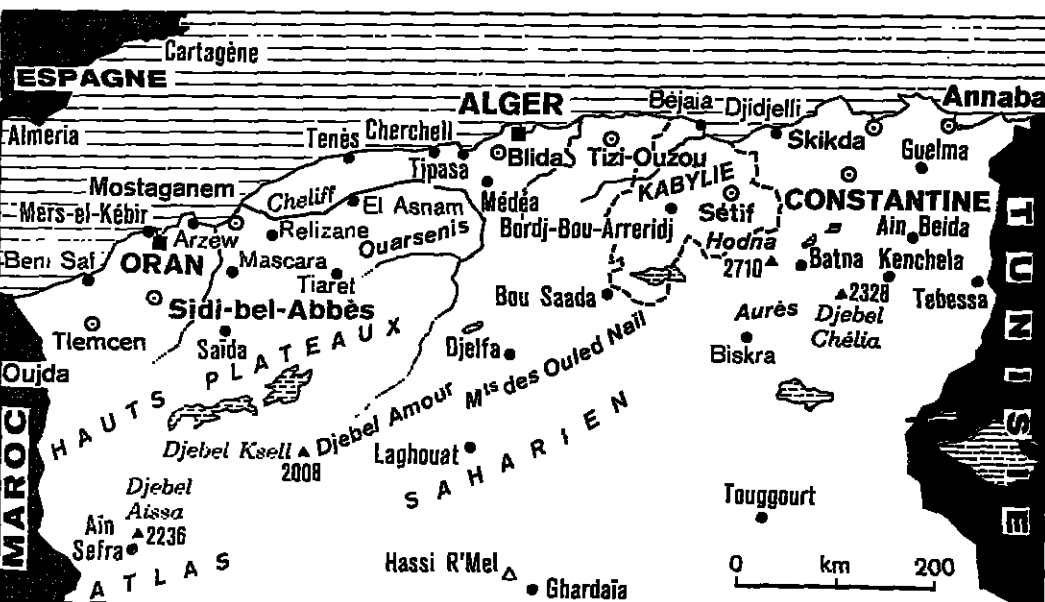 Cartagène
ESPAGNE
ALGER
Béjaia
Djidjelli
Annaba
Almeria
Tenès
Cherchell
Tipasa
Blida
Tizi-Ouzou
Skikda
Guelma
Mostaganem
Cheliff
El Asnam
Médéa
KABYLIE
Sétif
CONSTANTINE
Mers-el-Kébir
Arzew
Relizane
Ouarsenis
Bordj-Bou-Arreridj
Hodna
2710
Ain Beida
Beni Saf
ORAN
Mascara
Tiaret
Batna
Kenchela
Tebessa
Sidi-bel-Abbès
Bou Saada
Aurès
2328
Djebel
Chélia
Tlemcen
Saïda
Djelfa
Biskra
Oujda
HAUTS PLATEAUX
Djebel Amour
Mts des Ouled Naïl
MAROC
TUNISIE
Djebel Ksell
2008
Laghouat
ATLAS SAHARIEN
Djebel
Aissa
2236
Aïn
Sefra
Touggourt
Hassi R'Mel
Ghardaïa
0 km 200